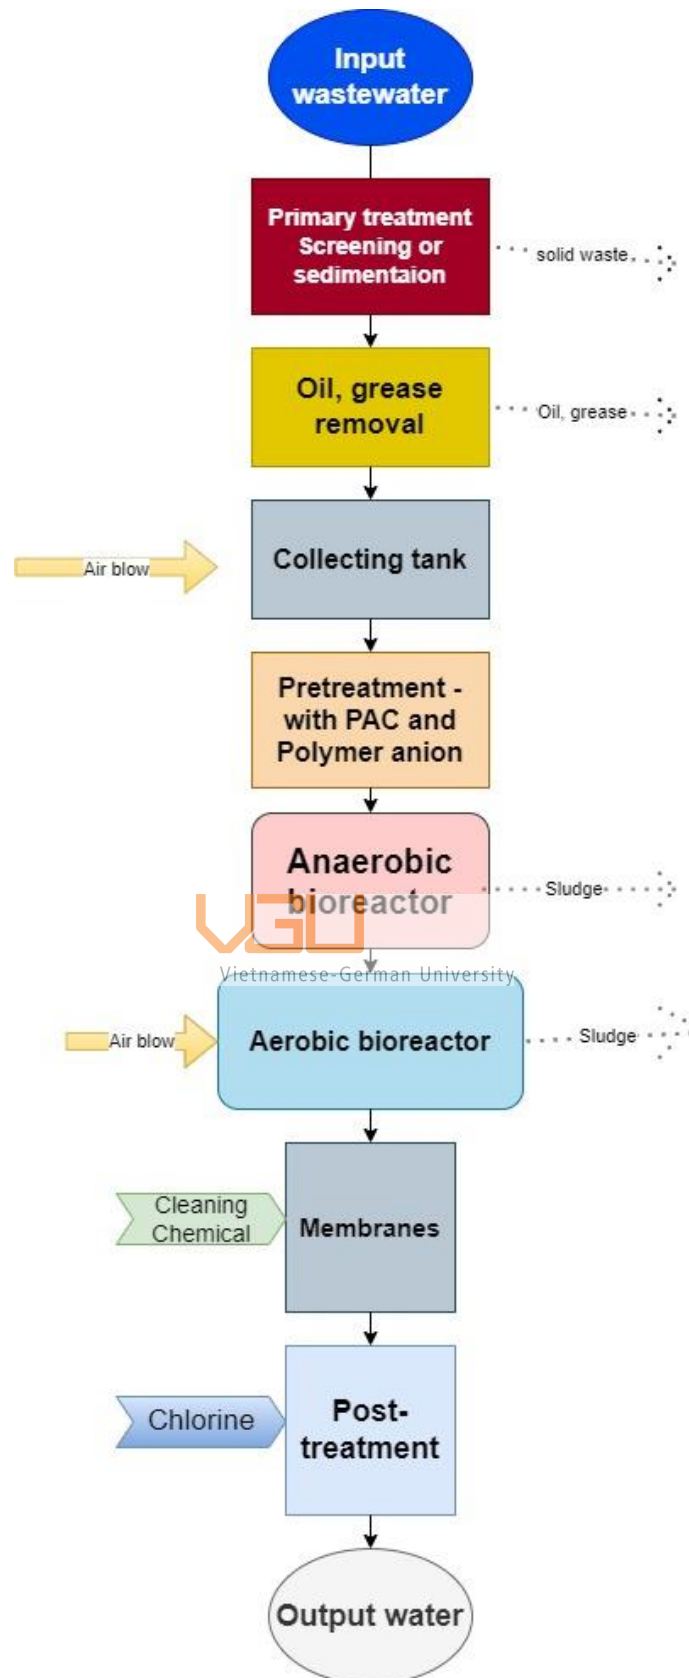 Input
wastewater
Primary treatment
Screening or
sedimentaion
solid waste
Oil, grease
removal
Oil, grease
Collecting tank
Air blow
Pretreatment -
with PAC and
Polymer anion
Anaerobic
bioreactor
Sludge
VGU
Vietnamese-German University
Air blow
Aerobic bioreactor
Sludge
Cleaning
Chemical
Membranes
Chlorine
Post-
treatment
Output water